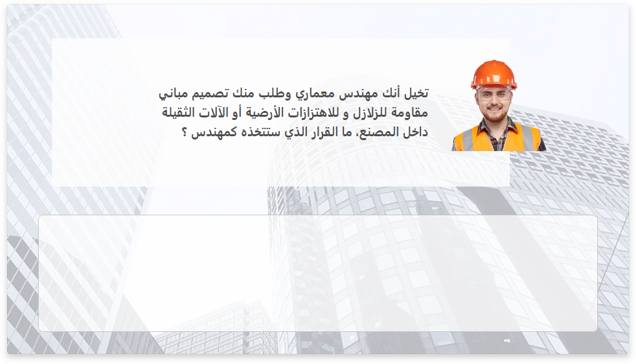 تخيل أنك مهندس معماري وطلب منك تصميم مباني
مقاومة للزلازل و للاهتزازات الأرضية أو الآلات الثقيلة
داخل المصنع، ما القرار الذي ستتخذه كمهندس ؟